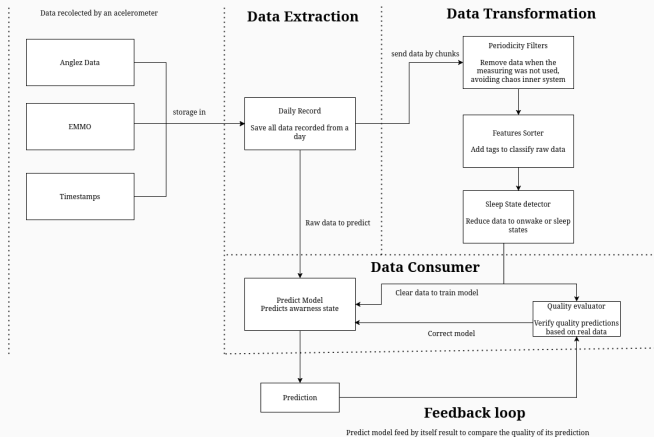 Data recolected by an acelerometer
Data Extraction
Data Transformation
Anglez Data
EMMO
Timestamps
storage in
Daily Record
Save all data recorded from a
day
send data by chunks
Periodicity Filters
Remove data when the
measuring was not used,
avoiding chaos inner system
Features Sorter
Add tags to classify raw data
Sleep State detector
Reduce data to onwake or sleep
states
Raw data to predict
Data Consumer
Predict Model
Predicts awarness state
Clear data to train model
Quality evaluator
Verify quality predictions
based on real data
Correct model
Prediction
Feedback loop
Predict model feed by itself result to compare the quality of its prediction